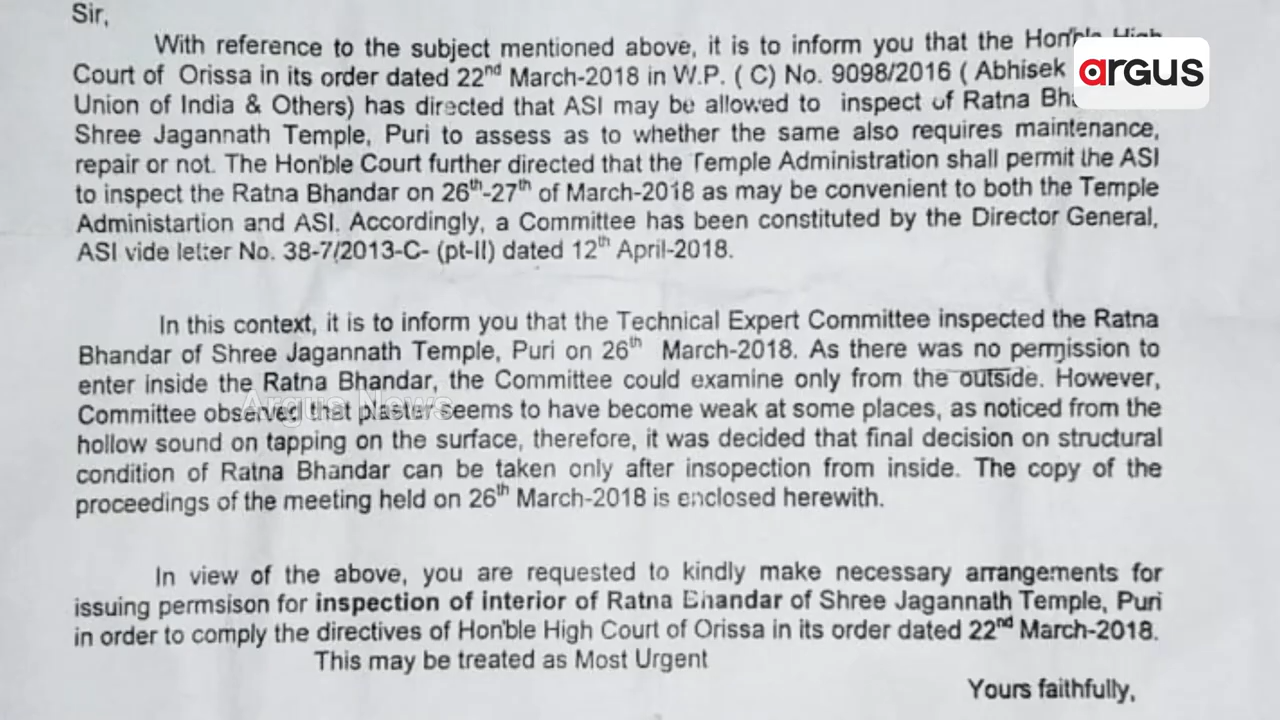 Sir,
With reference to the subject mentioned above, it is to inform you that the Hon'ble High
argus
Court of Orissa in its order dated 22nd March-2018 in W.P. ( C) No. 9098/2016 ( Abhisek
Union of India & Others) has directed that ASI may be allowed to inspect of Ratna
Shree Jagannath Temple, Puri to assess as to whether the same also requires maintenance,
repair or not. The Hon'ble Court further directed that the Temple Administration shall permit the ASI
to inspect the Ratna Bhandar on 26th-27th of March-2018 as may be convenient to both the Temple
Administartion and ASI. Accordingly, a Committee has been constituted by the Director General,
ASI vide letter No. 38-7/2013-C- (pt-II) dated 12th April-2018.
In this context, it is to inform you that the Technical Expert Committee inspected the Ratna
Bhandar of Shree Jagannath Temple, Puri on 26th March-2018. As there was no permission to
enter inside the Ratna Bhandar, the Committee could examine only from the outside. However,
Argus News
Committee observed that plaster seems to have become weak at some places, as noticed from the
hollow sound on tapping on the surface, therefore, it was decided that final decision on structural
condition of Ratna Bhandar can be taken only after insopection from inside. The copy of the
proceedings of the meeting held on 26th March-2018 is enclosed herewith.
In view of the above, you are requested to kindly make necessary arrangements for
issuing permsison for inspection of interior of Ratna Bhandar of Shree Jagannath Temple, Puri
in order to comply the directives of Hon'ble High Court of Orissa in its order dated 22nd March-2018.
This may be treated as Most Urgent
Yours faithfully,